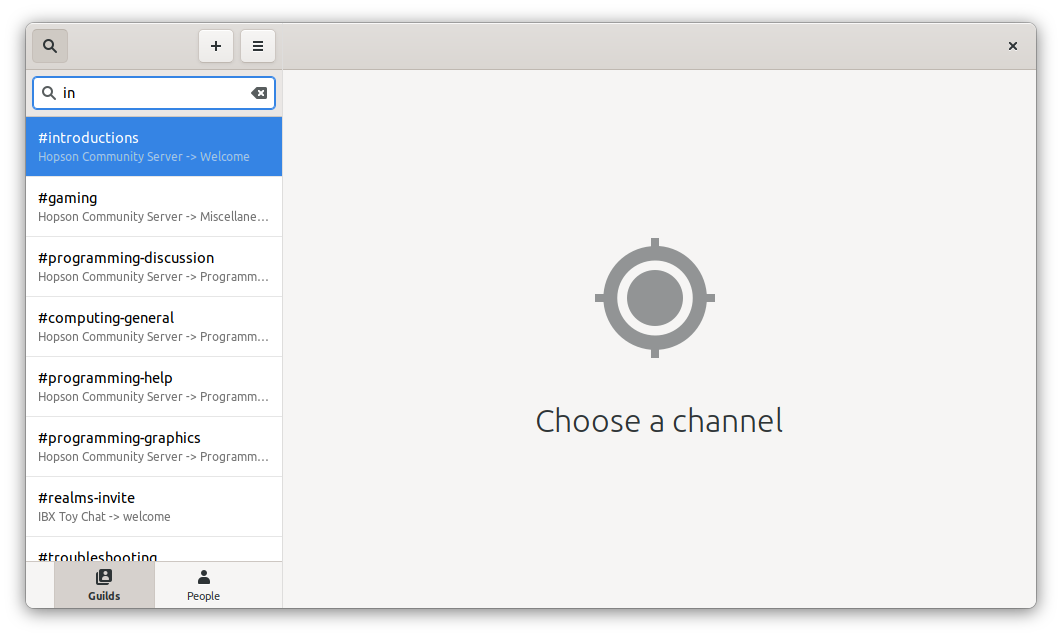 in
#introductions
Hopson Community Server -> Welcome
#gaming
Hopson Community Server -> Miscellane…
#programming-discussion
Hopson Community Server -> Programm…
#computing-general
Hopson Community Server -> Programm…
#programming-help
Hopson Community Server -> Programm…
#programming-graphics
Hopson Community Server -> Programm…
#realms-invite
IBX Toy Chat -> welcome
#troubleshooting
Guilds
People
Choose a channel